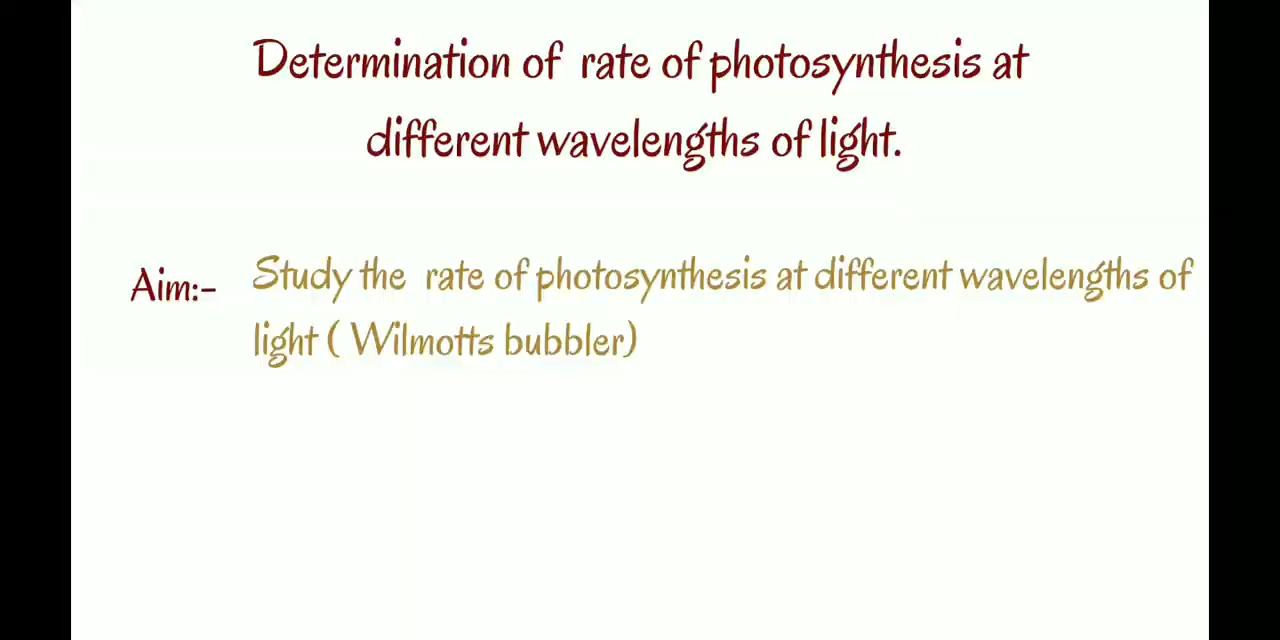 Determination of rate of photosynthesis at
different wavelengths of light.
Aim:- Study the rate of photosynthesis at different wavelengths of
light ( Wilmotts bubbler)